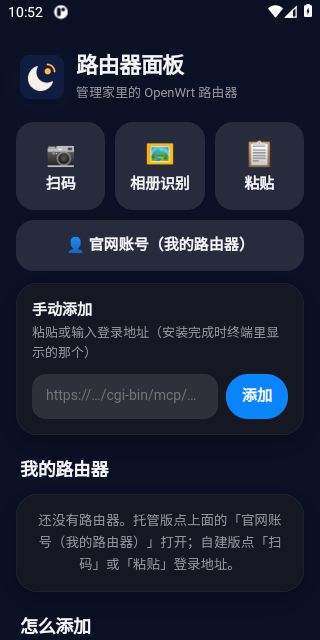 10:52
路由器面板
管理家里的 OpenWrt 路由器
扫码
相册识别
粘贴
官网账号（我的路由器）
手动添加
粘贴或输入登录地址（安装完成时终端里显
示的那个）
https://…/cgi-bin/mcp/…
添加
我的路由器
还没有路由器。托管版点上面的「官网账
号（我的路由器）」打开；自建版点「扫
码」或「粘贴」登录地址。
怎么添加